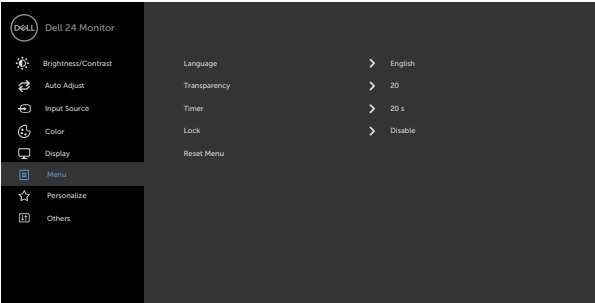 DELL
Dell 24 Monitor
Brightness/Contrast
Auto Adjust
Input Source
Color
Display
Menu
Personalize
Others
Language English
Transparency 20
Timer 20 s
Lock Disable
Reset Menu